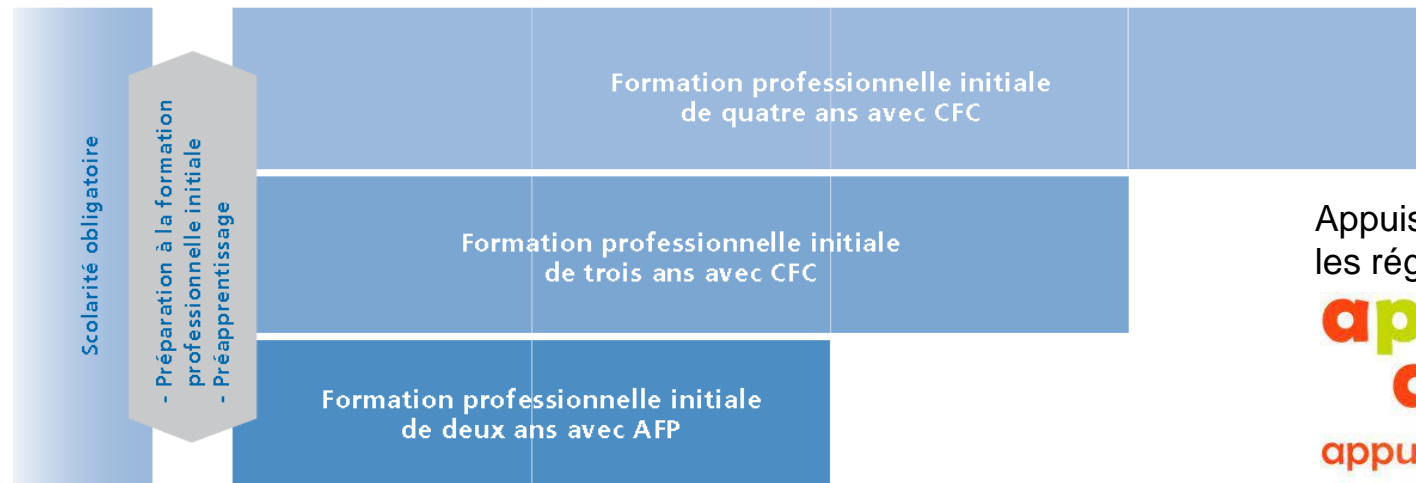 Scolarité obligatoire
- Préparation à la formation
professionnelle initiale
- Préapprentissage
Formation professionnelle initiale
de quatre ans avec CFC
Formation professionnelle initiale
de trois ans avec CFC
Formation professionnelle initiale
de deux ans avec AFP
les